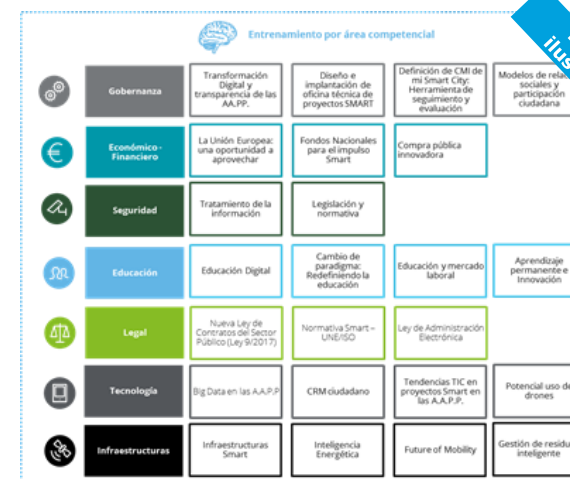 Entrenamiento por área competencial
ilus
Gobernanza
Transformación
Digital y
transparencia de las
AA.PP.
Diseño e
implantación de
oficina técnica de
proyectos SMART
Definición de CMI de
mi Smart City:
Herramienta de
seguimiento y
evaluación
Modelos de
sociales y
participación
ciudadana
Económico-
Financiero
La Unión Europea:
una oportunidad a
aprovechar
Fondos Nacionales
para el impulso
Smart
Compra pública
innovadora
Seguridad
Tratamiento de la
información
Legislación y
normativa
Educación
Educación Digital
Cambio de
paradigma:
Redefiniendo la
educación
Educación y mercado
laboral
Aprendizaje
permanente e
Innovación
Legal
Nueva Ley de
Contratos del Sector
Público (Ley 9/2017)
Normativa Smart –
UNE/ISO
Ley de Administración
Electrónica
Tecnología
Big Data en las A.A.P.P
CRM ciudadano
Tendencias TIC en
proyectos Smart en
las A.A.P.P.
Potencial uso de
drones
Infraestructuras
Infraestructuras
Smart
Inteligencia
Energética
Future of Mobility
Gestión de residu
inteligente